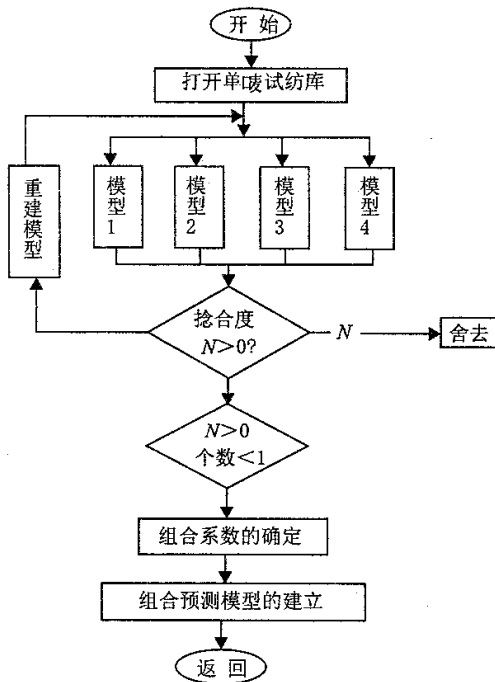 开始
打开单唛试纺库
重建模型
模型1
模型2
模型3
模型4
捻合度
N>0?
N
舍去
N>0
个数<1
组合系数的确定
组合预测模型的建立
返回